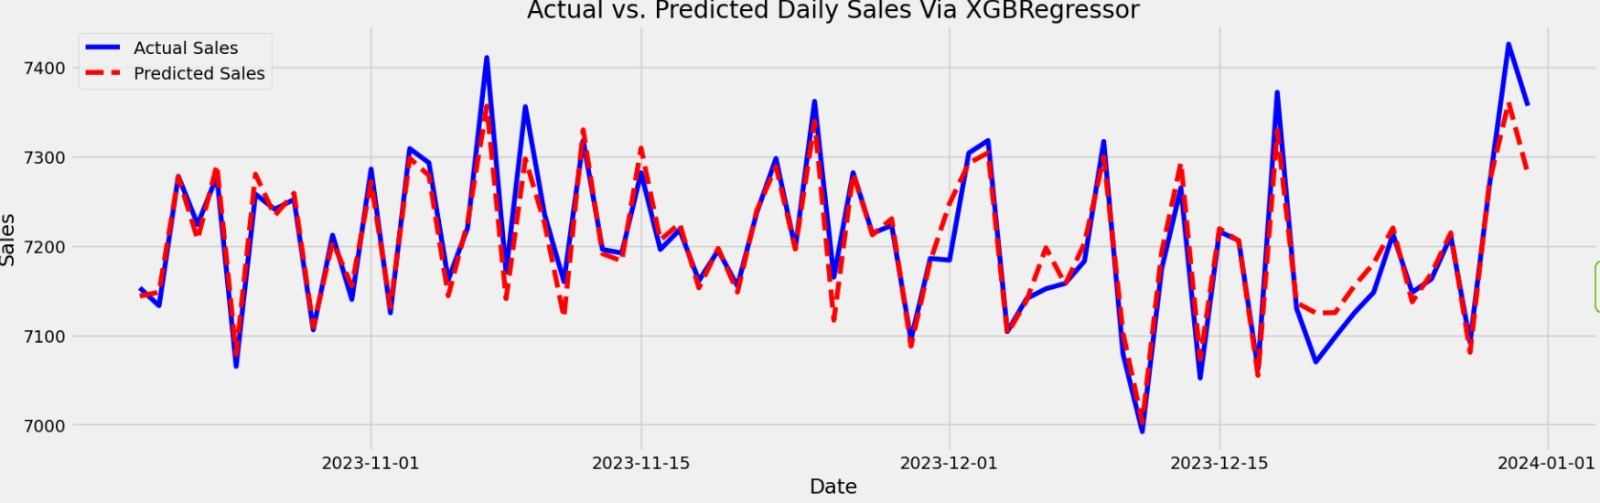 Actual vs. Predicted Daily Sales Via XGBRegressor
Actual Sales
Predicted Sales
7400
7300
7200
7100
7000
Sales
2023-11-01
2023-11-15
2023-12-01
2023-12-15
2024-01-01
Date